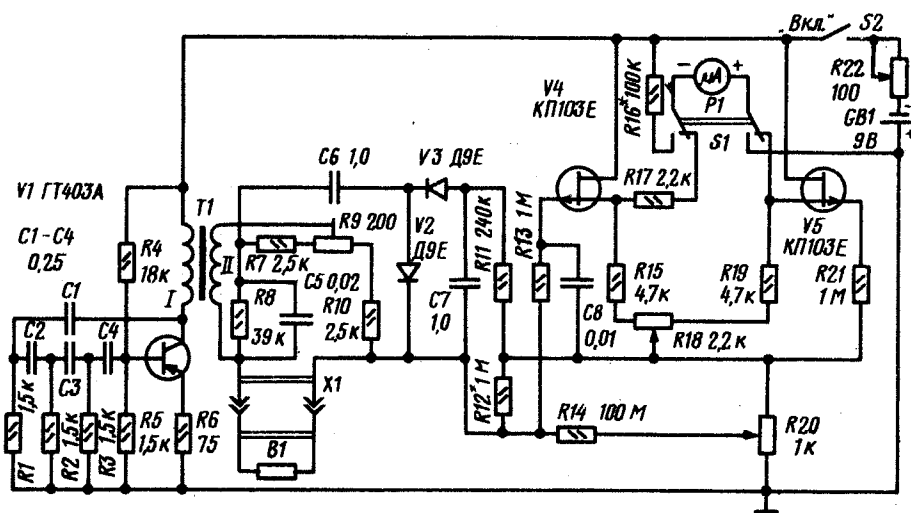 „Вкл.“
S2
R22
100
GB1
9В
-
+
V4
КП103Е
R16* 100к
-
μA
+
P1
S1
V1 ГТ403А
C1-C4
0,25
R4
18к
T1
I
II
C6 1,0
V3 Д9Е
R9 200
V2
Д9Е
R7 2,5к
C5 0,02
R8
39к
R10
2,5к
C7
1,0
R11 240к
R13 1М
R17 2,2к
V5
КП103Е
R15
4,7к
R19
4,7к
R21
1М
C8
0,01
R18 2,2к
C1
C2
C3
C4
1,5к
R1
1,5к
R2
1,5к
R3
R5
1,5к
R6
75
X1
B1
R12* 1М
R14 100М
R20
1к